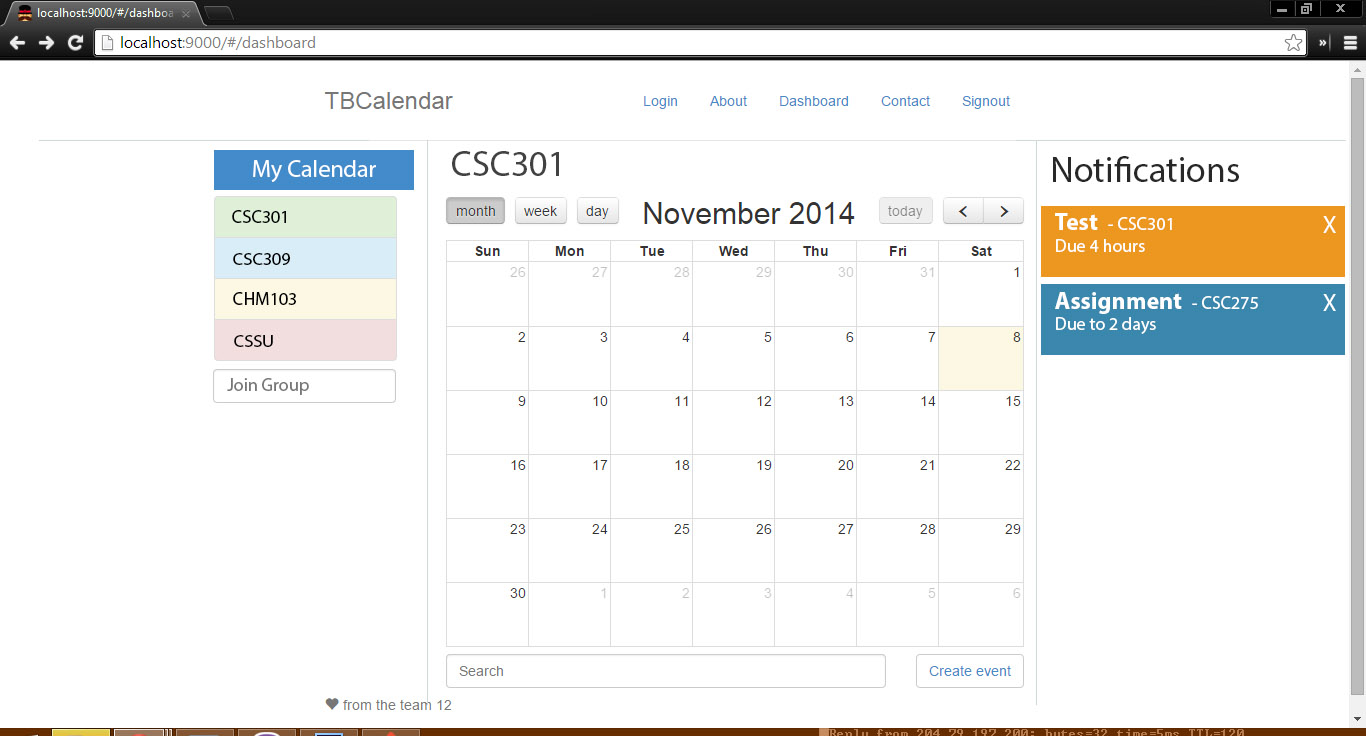 localhost:9000/#/dashboa
localhost:9000/#/dashboard
TBCalendar
Login About Dashboard Contact Signout
My Calendar
CSC301
CSC309
CHM103
CSSU
Join Group
CSC301
month week day November 2014 today
Sun Mon Tue Wed Thu Fri Sat
26 27 28 29 30 31 1
2 3 4 5 6 7 8
9 10 11 12 13 14 15
16 17 18 19 20 21 22
23 24 25 26 27 28 29
30 1 2 3 4 5 6
Search Create event
Notifications
Test - CSC301 X
Due 4 hours
Assignment - CSC275 X
Due to 2 days
♥ from the team 12
Reply from 204.79.197.200: bytes=32 time=5ms TTL=120